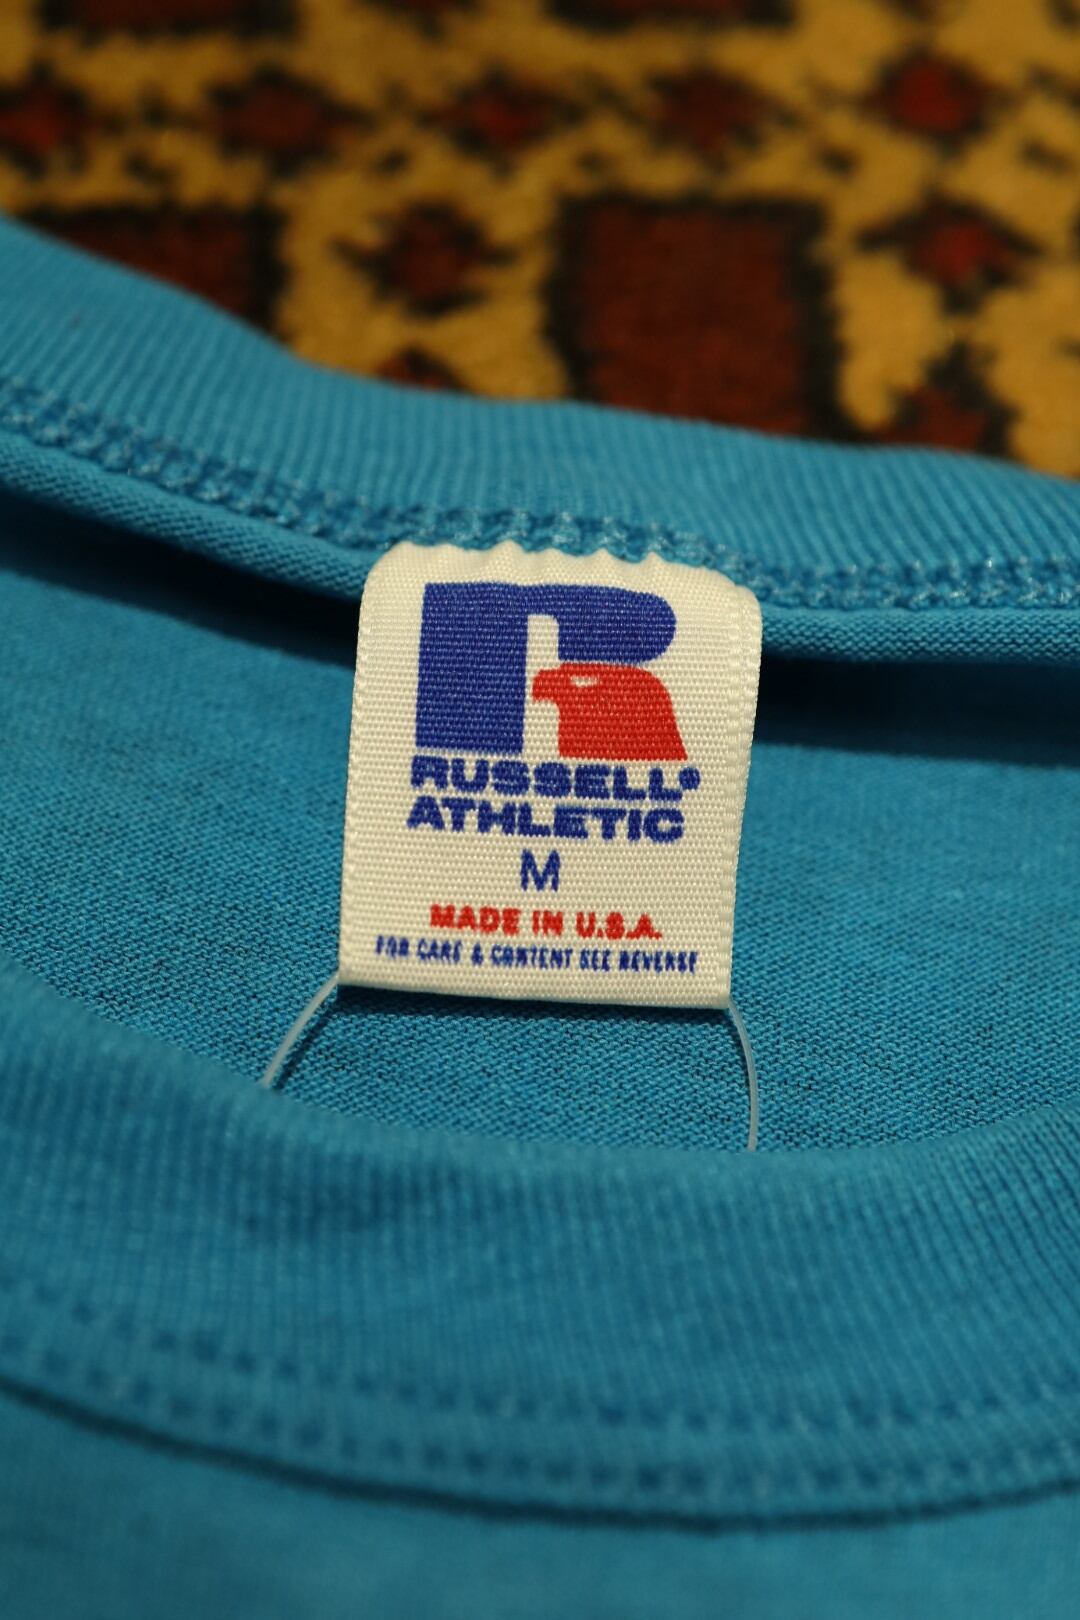 RUSSELL®
ATHLETIC
M
MADE IN U.S.A.
FOR CARE & CONTENT SEE REVERSE